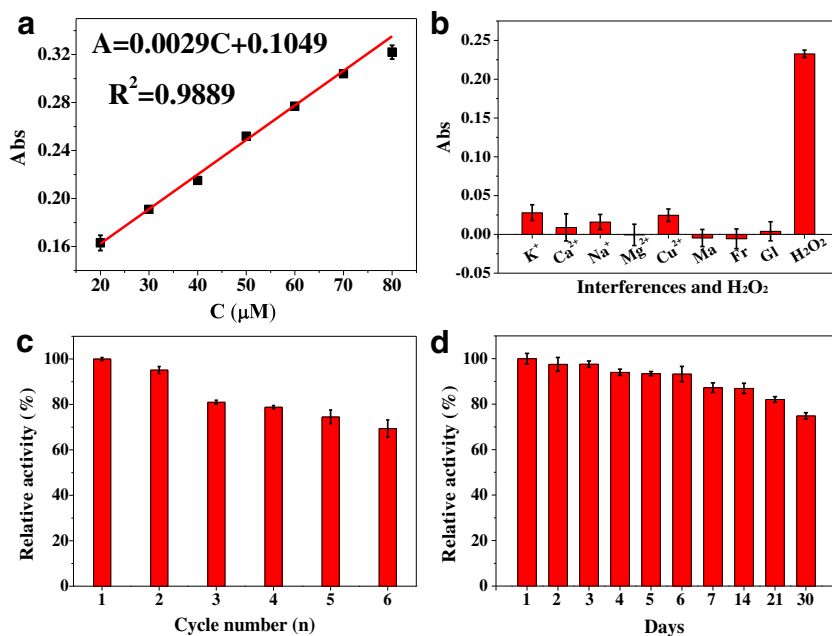 a
A=0.0029C+0.1049
R²=0.9889
0.32
0.28
0.24
0.20
0.16
Abs
20 30 40 50 60 70 80
C (μM)
b
0.25
0.20
0.15
0.10
0.05
0.00
-0.05
Abs
K⁺ Ca²⁺ Na⁺ Mg²⁺ Cu²⁺ Ma Fr Gl H₂O₂
Interferences and H₂O₂
c
100
80
60
40
20
0
Relative activity (%)
1 2 3 4 5 6
Cycle number (n)
d
100
80
60
40
20
0
Relative activity (%)
1 2 3 4 5 6 7 14 21 30
Days